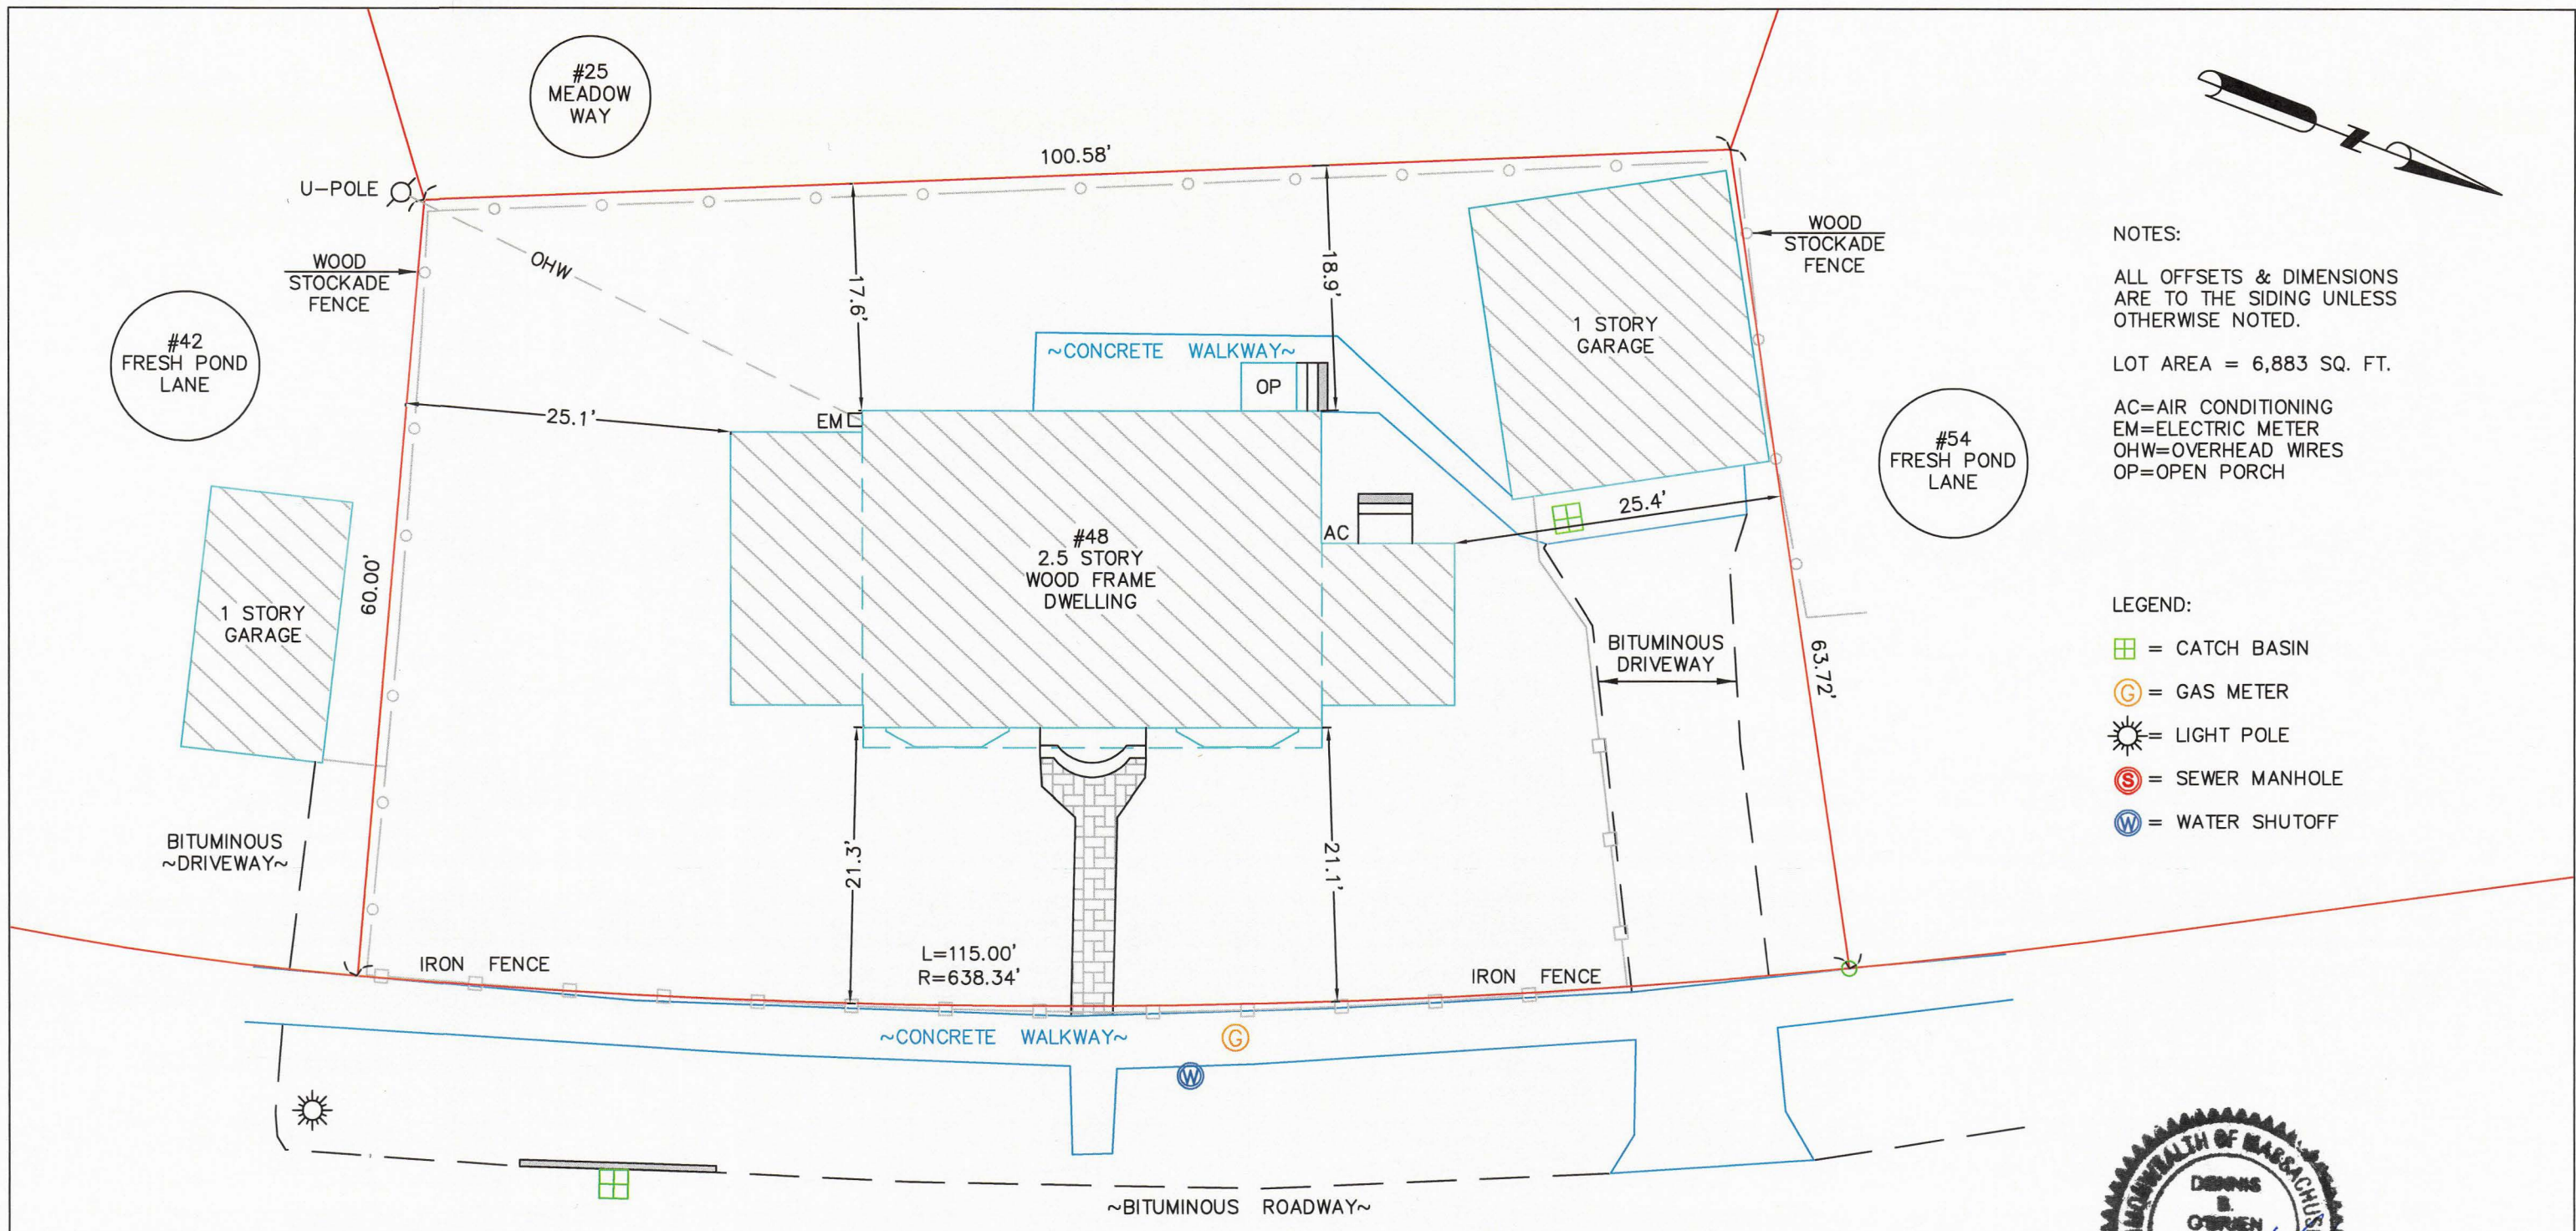 #25
MEADOW
WAY
100.58'
U-POLE
OHW
WOOD
STOCKADE
FENCE
WOOD
STOCKADE
FENCE
17.6'
18.9'
#42
FRESH POND
LANE
~CONCRETE WALKWAY~
1 STORY
GARAGE
OP
EM
25.1'
AC
25.4'
#54
FRESH POND
LANE
#48
2.5 STORY
WOOD FRAME
DWELLING
60.00'
1 STORY
GARAGE
BITUMINOUS
DRIVEWAY
63.72'
BITUMINOUS
~DRIVEWAY~
21.3'
21.1'
L=115.00'
R=638.34'
IRON FENCE
IRON FENCE
~CONCRETE WALKWAY~
G
W
~BITUMINOUS ROADWAY~
Z
NOTES:
ALL OFFSETS & DIMENSIONS
ARE TO THE SIDING UNLESS
OTHERWISE NOTED.
LOT AREA = 6,883 SQ. FT.
AC=AIR CONDITIONING
EM=ELECTRIC METER
OHW=OVERHEAD WIRES
OP=OPEN PORCH
LEGEND:
= CATCH BASIN
G = GAS METER
= LIGHT POLE
S = SEWER MANHOLE
W = WATER SHUTOFF
DENNIS
B.
O'BRIEN